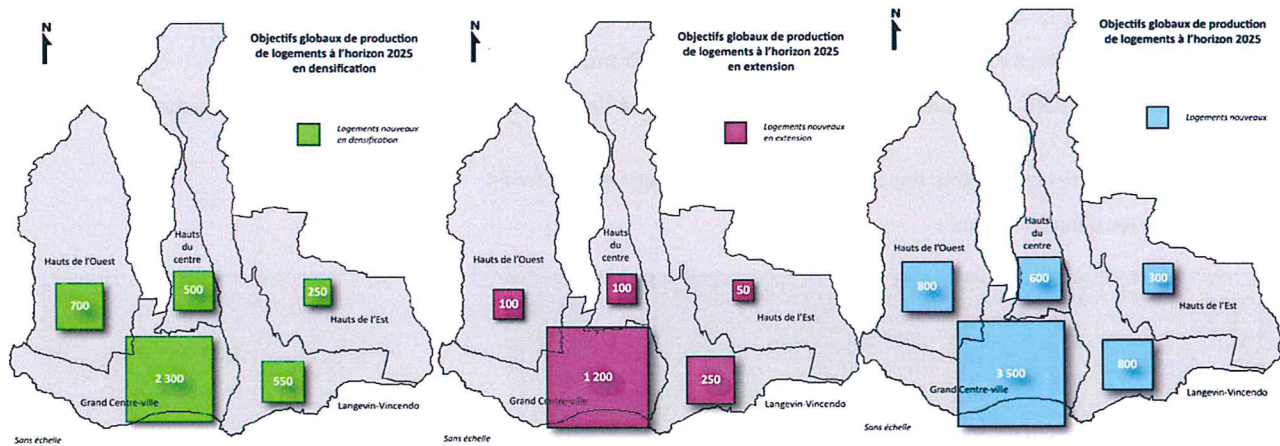 Objectifs globaux de production
de logements à l'horizon 2025
en densification
N
Logements nouveaux
en densification
Hauts
du
centre
Hauts de l'Ouest
700
500
250
Hauts de l'Est
2 300
550
Grand Centre-ville
Langevin-Vincendo
Sans échelle
Objectifs globaux de production
de logements à l'horizon 2025
en extension
N
Logements nouveaux
en extension
Hauts
du
centre
Hauts de l'Ouest
100
100
50
Hauts de l'Est
1 200
250
Grand Centre-ville
Langevin-Vincendo
Sans échelle
Objectifs globaux de production
de logements à l'horizon 2025
N
Logements nouveaux
Hauts
du
centre
Hauts de l'Ouest
800
600
300
Hauts de l'Est
3 500
800
Grand Centre-ville
Langevin-Vincendo
Sans échelle